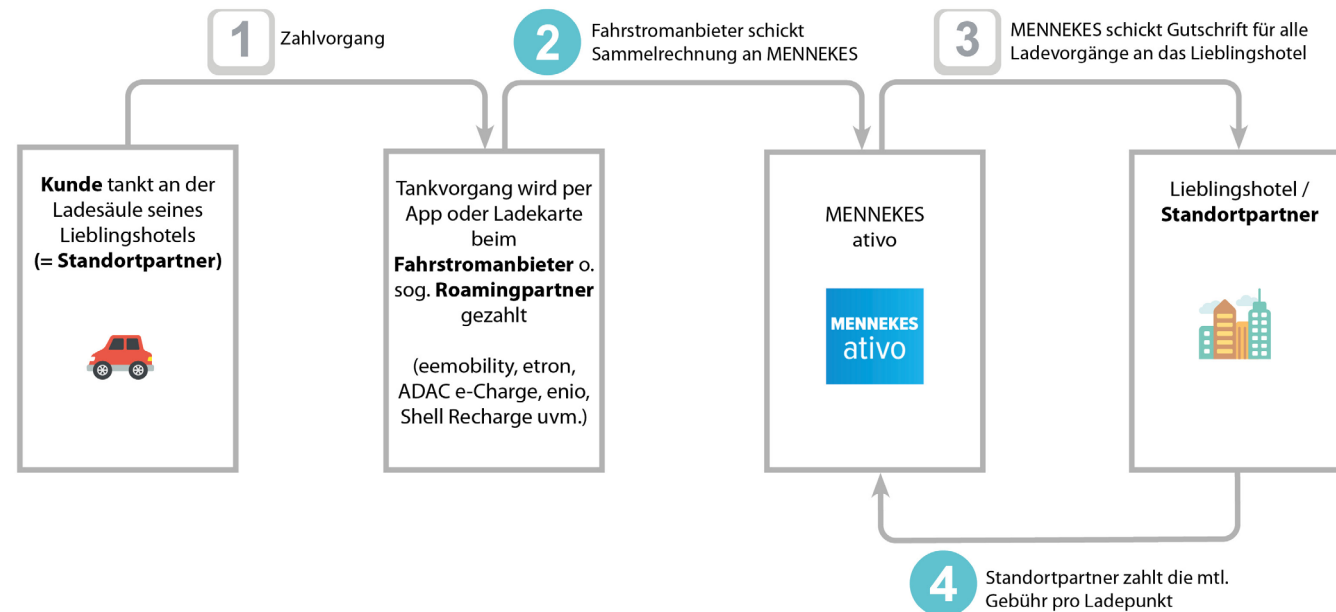 1
Zahlvorgang
2
Fahrstromanbieter schickt
Sammelrechnung an MENNEKES
3
MENNEKES schickt Gutschrift für alle
Ladevorgänge an das Lieblingshotel
Kunde tankt an der
Ladesäule seines
Lieblingshotels
(= Standortpartner)
Tankvorgang wird per
App oder Ladekarte
beim
Fahrstromanbieter o.
sog. Roamingpartner
gezahlt
(eemobility, etron,
ADAC e-Charge, enio,
Shell Recharge uvm.)
MENNEKES
ativo
MENNEKES
ativo
Lieblingshotel /
Standortpartner
4
Standortpartner zahlt die mtl.
Gebühr pro Ladepunkt